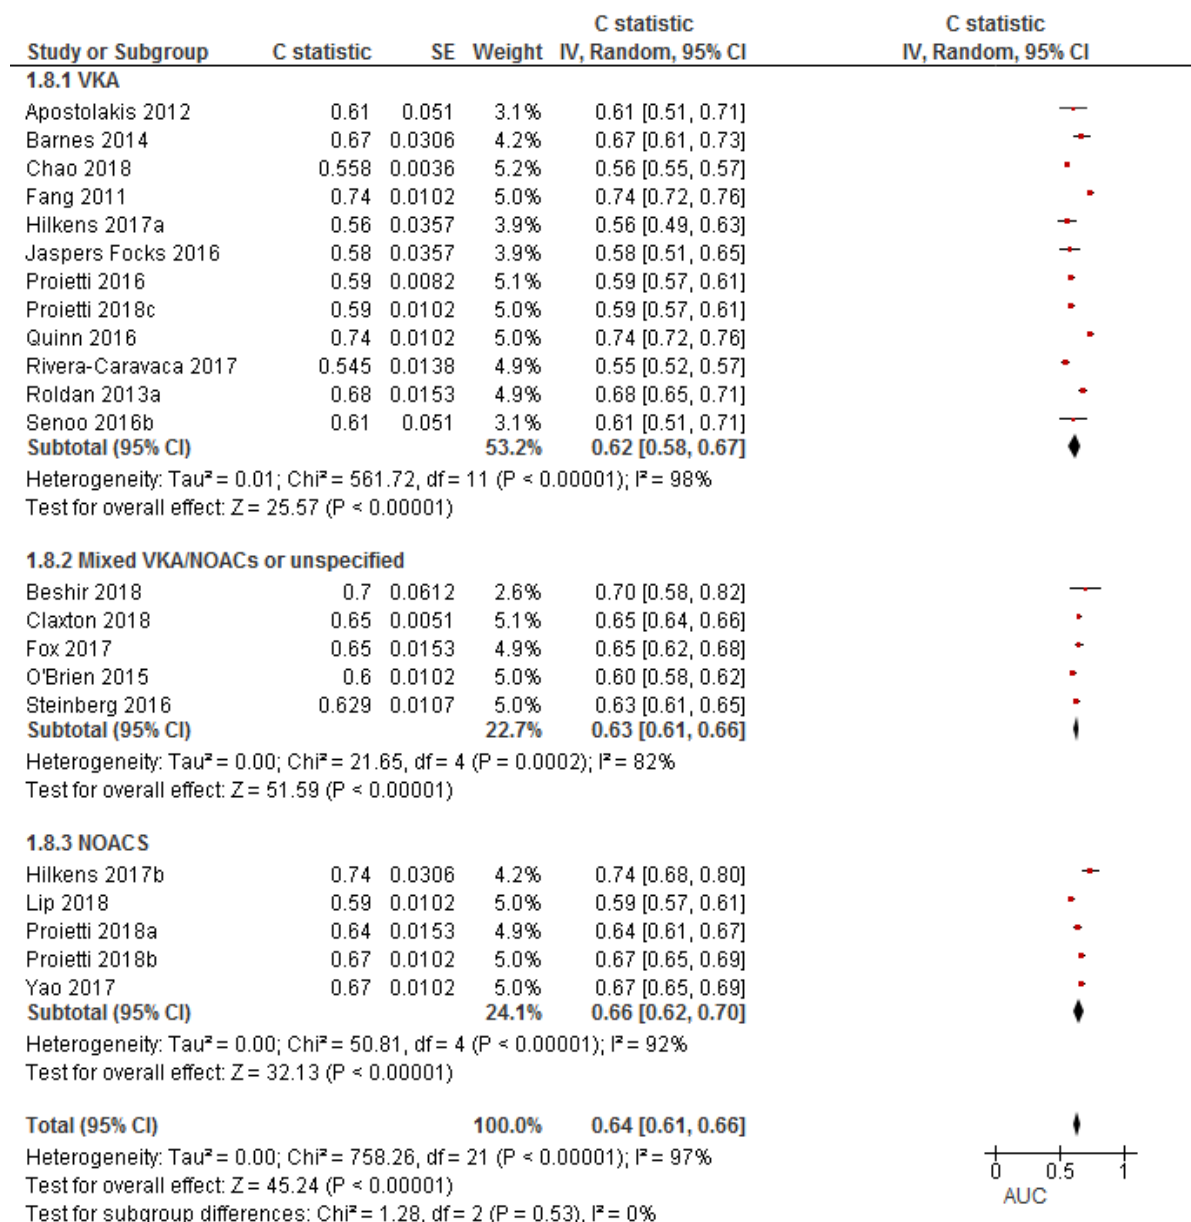 C statistic C statistic
Study or Subgroup C statistic SE Weight IV, Random, 95% CI IV, Random, 95% CI
1.8.1 VKA
Apostolakis 2012 0.61 0.051 3.1% 0.61 [0.51, 0.71]
Barnes 2014 0.67 0.0306 4.2% 0.67 [0.61, 0.73]
Chao 2018 0.558 0.0036 5.2% 0.56 [0.55, 0.57]
Fang 2011 0.74 0.0102 5.0% 0.74 [0.72, 0.76]
Hilkens 2017a 0.56 0.0357 3.9% 0.56 [0.49, 0.63]
Jaspers Focks 2016 0.58 0.0357 3.9% 0.58 [0.51, 0.65]
Proietti 2016 0.59 0.0082 5.1% 0.59 [0.57, 0.61]
Proietti 2018c 0.59 0.0102 5.0% 0.59 [0.57, 0.61]
Quinn 2016 0.74 0.0102 5.0% 0.74 [0.72, 0.76]
Rivera-Caravaca 2017 0.545 0.0138 4.9% 0.55 [0.52, 0.57]
Roldan 2013a 0.68 0.0153 4.9% 0.68 [0.65, 0.71]
Senoo 2016b 0.61 0.051 3.1% 0.61 [0.51, 0.71]
Subtotal (95% CI) 53.2% 0.62 [0.58, 0.67]
Heterogeneity: Tau² = 0.01; Chi² = 561.72, df = 11 (P < 0.00001); I² = 98%
Test for overall effect: Z = 25.57 (P < 0.00001)
1.8.2 Mixed VKA/NOACs or unspecified
Beshir 2018 0.7 0.0612 2.6% 0.70 [0.58, 0.82]
Claxton 2018 0.65 0.0051 5.1% 0.65 [0.64, 0.66]
Fox 2017 0.65 0.0153 4.9% 0.65 [0.62, 0.68]
O'Brien 2015 0.6 0.0102 5.0% 0.60 [0.58, 0.62]
Steinberg 2016 0.629 0.0107 5.0% 0.63 [0.61, 0.65]
Subtotal (95% CI) 22.7% 0.63 [0.61, 0.66]
Heterogeneity: Tau² = 0.00; Chi² = 21.65, df = 4 (P = 0.0002); I² = 82%
Test for overall effect: Z = 51.59 (P < 0.00001)
1.8.3 NOACS
Hilkens 2017b 0.74 0.0306 4.2% 0.74 [0.68, 0.80]
Lip 2018 0.59 0.0102 5.0% 0.59 [0.57, 0.61]
Proietti 2018a 0.64 0.0153 4.9% 0.64 [0.61, 0.67]
Proietti 2018b 0.67 0.0102 5.0% 0.67 [0.65, 0.69]
Yao 2017 0.67 0.0102 5.0% 0.67 [0.65, 0.69]
Subtotal (95% CI) 24.1% 0.66 [0.62, 0.70]
Heterogeneity: Tau² = 0.00; Chi² = 50.81, df = 4 (P < 0.00001); I² = 92%
Test for overall effect: Z = 32.13 (P < 0.00001)
Total (95% CI) 100.0% 0.64 [0.61, 0.66]
Heterogeneity: Tau² = 0.00; Chi² = 758.26, df = 21 (P < 0.00001); I² = 97%
0 0.5 1
Test for overall effect: Z = 45.24 (P < 0.00001)
AUC
Test for subgroup differences: Chi² = 1.28, df = 2 (P = 0.53), I² = 0%